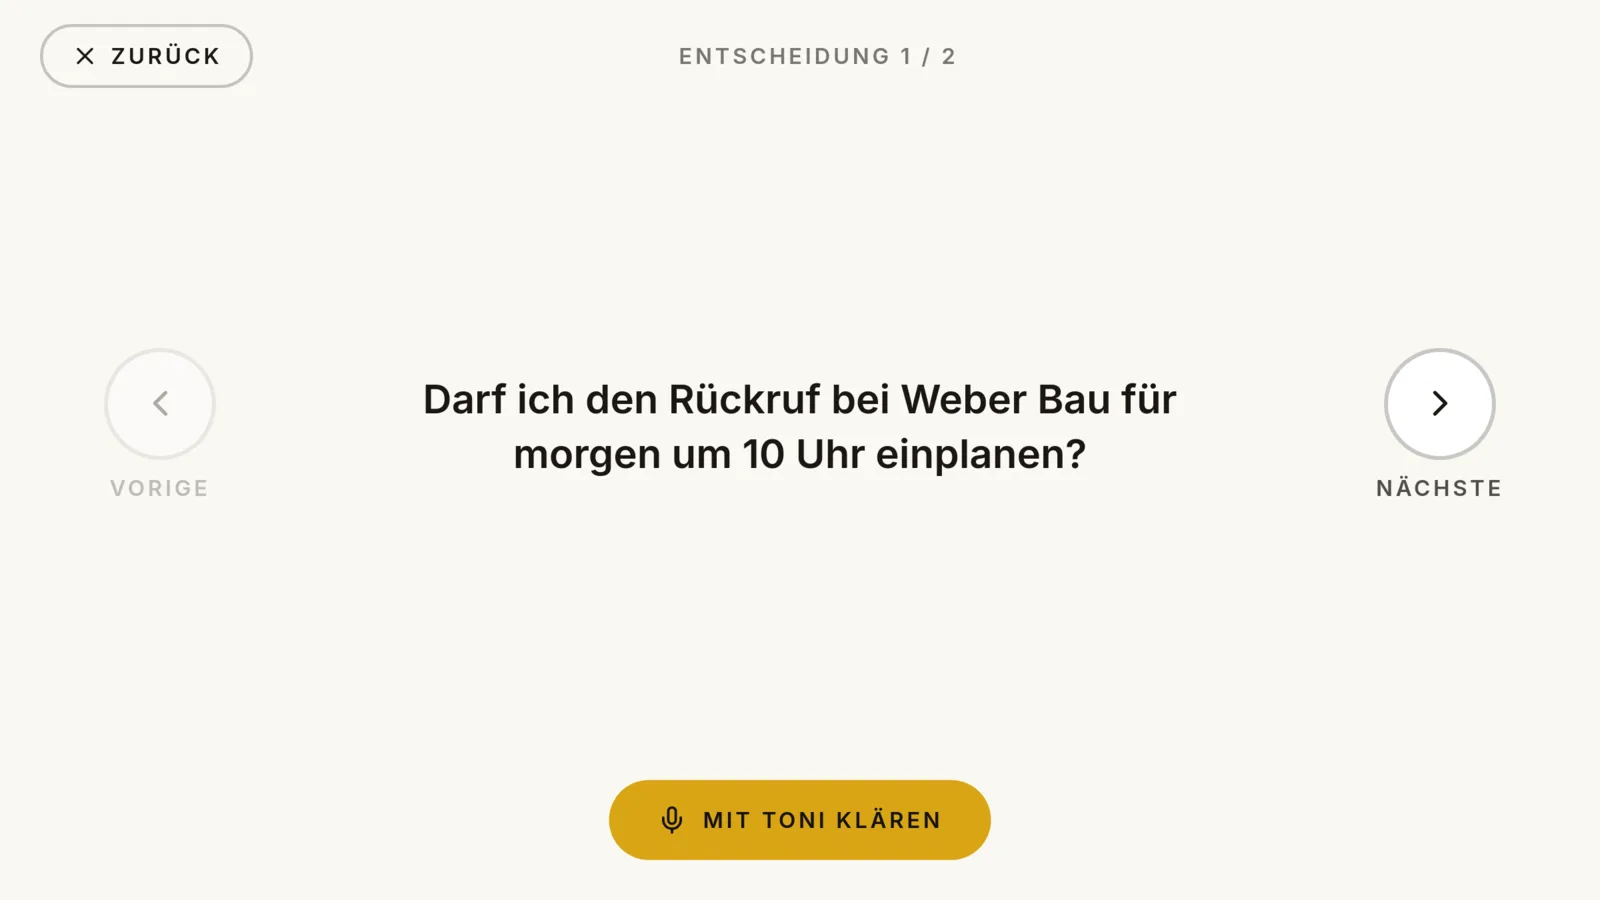 ZURÜCK
ENTSCHEIDUNG 1 / 2
Darf ich den Rückruf bei Weber Bau für
morgen um 10 Uhr einplanen?
VORIGE
NÄCHSTE
MIT TONI KLÄREN